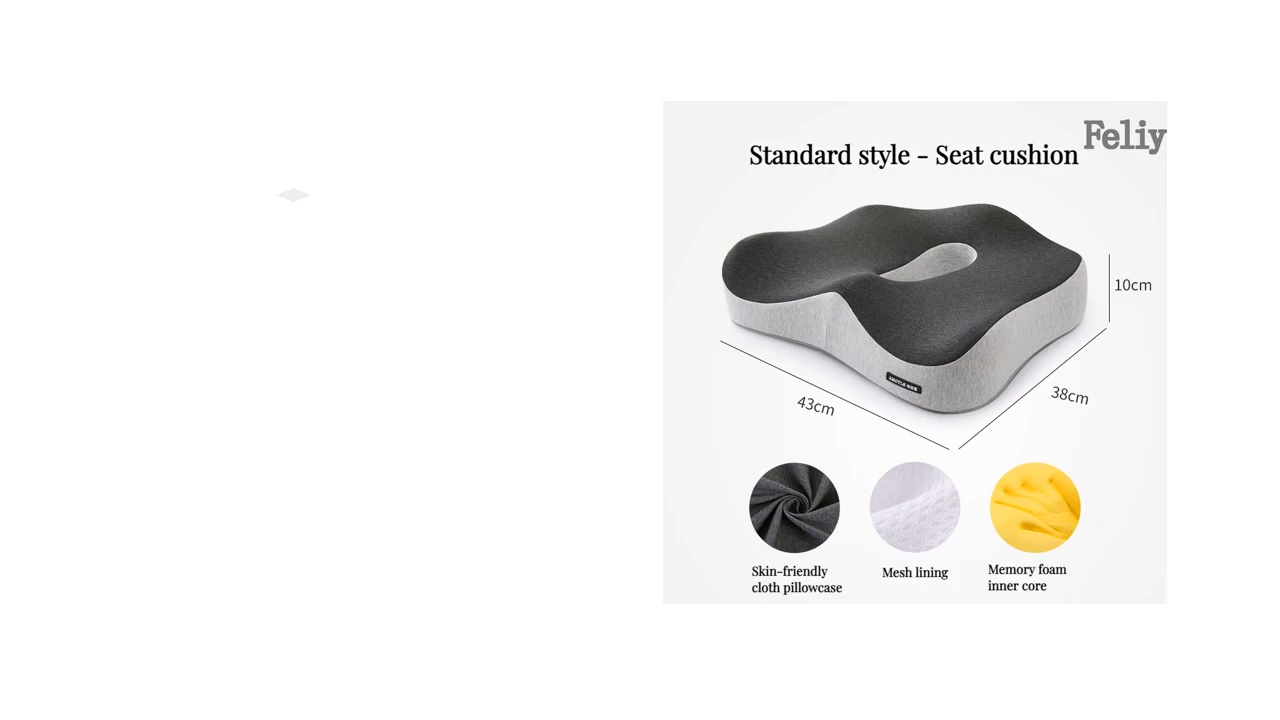 Feliy
Standard style - Seat cushion
10cm
38cm
43cm
Skin-friendly
cloth pillowcase
Mesh lining
Memory foam
inner core